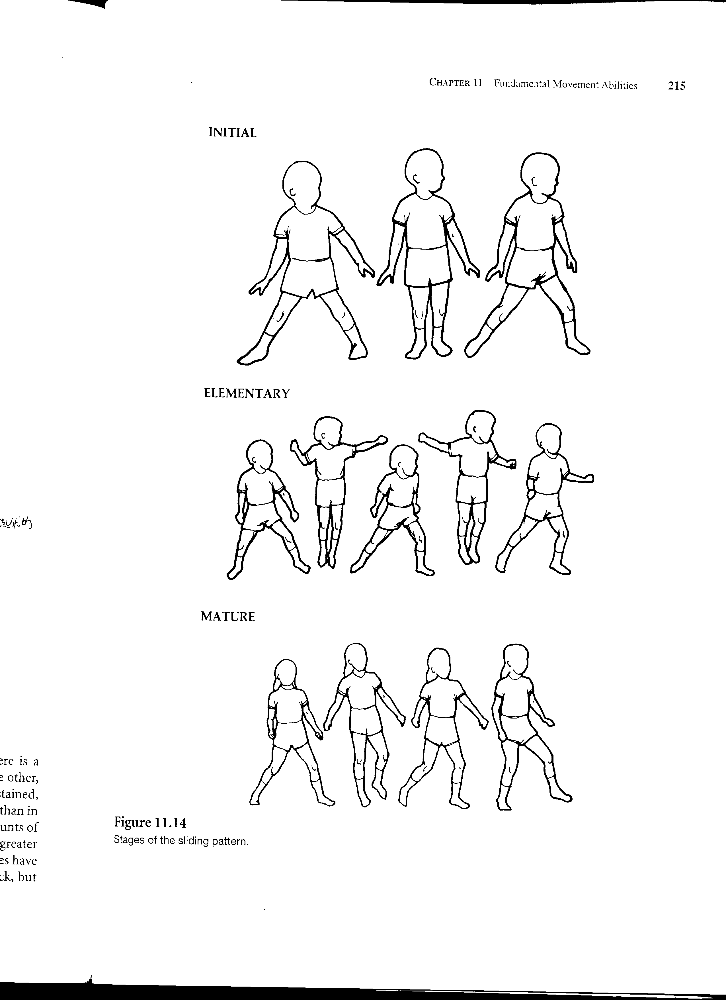 CHAPTER 11 Fundamental Movement Abilities 215
INITIAL
ELEMENTARY
MATURE
ere is a
e other,
tained,
than in
unts of
greater
es have
ck, but
Figure 11.14
Stages of the sliding pattern.